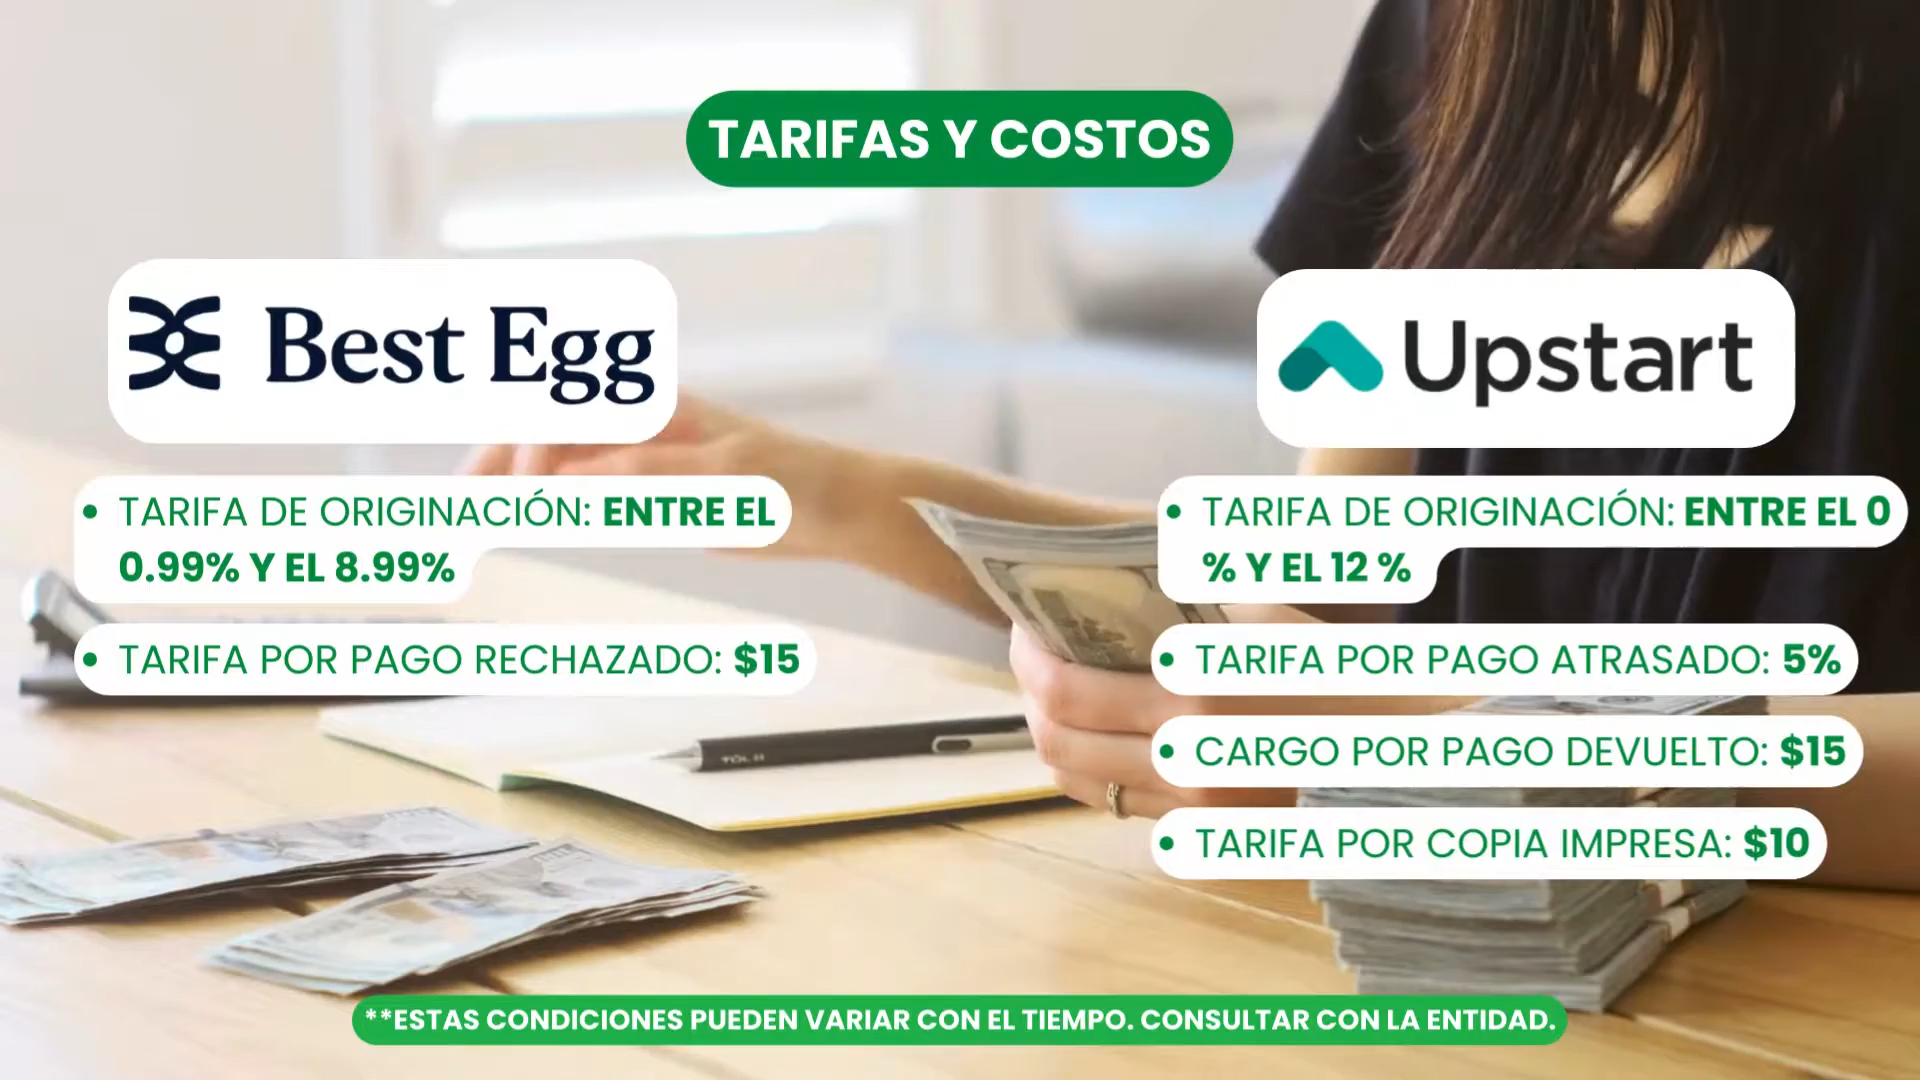 TARIFAS Y COSTOS
Best Egg
• TARIFA DE ORIGINACIÓN: ENTRE EL
0.99% Y EL 8.99%
• TARIFA POR PAGO RECHAZADO: $15
Upstart
• TARIFA DE ORIGINACIÓN: ENTRE EL 0
% Y EL 12 %
• TARIFA POR PAGO ATRASADO: 5%
• CARGO POR PAGO DEVUELTO: $15
• TARIFA POR COPIA IMPRESA: $10
**ESTAS CONDICIONES PUEDEN VARIAR CON EL TIEMPO. CONSULTAR CON LA ENTIDAD.